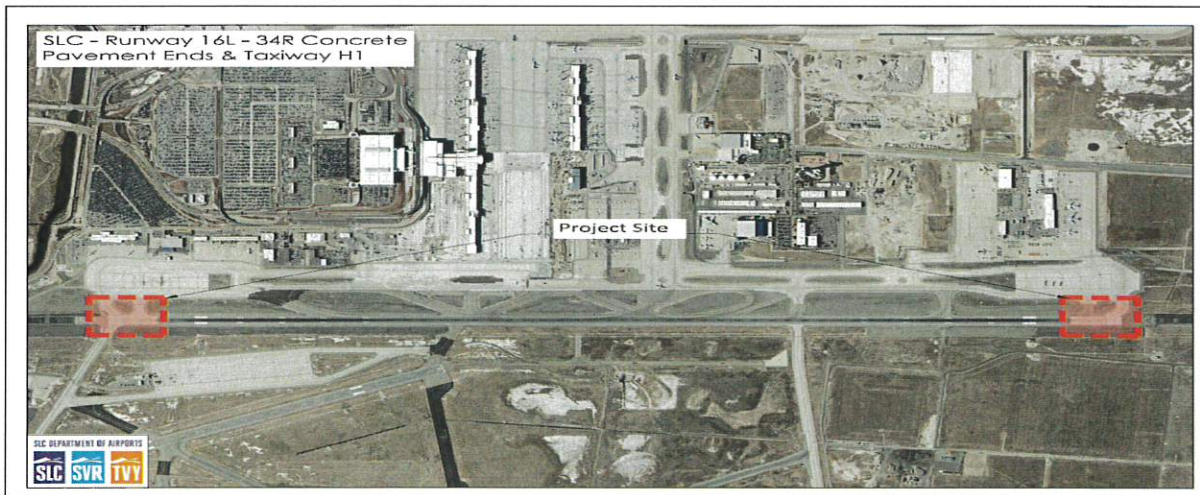 SLC - Runway 16L - 34R Concrete
Pavement Ends & Taxiway H1
Project Site
SLC DEPARTMENT OF AIRPORTS
SLC SVR TVY